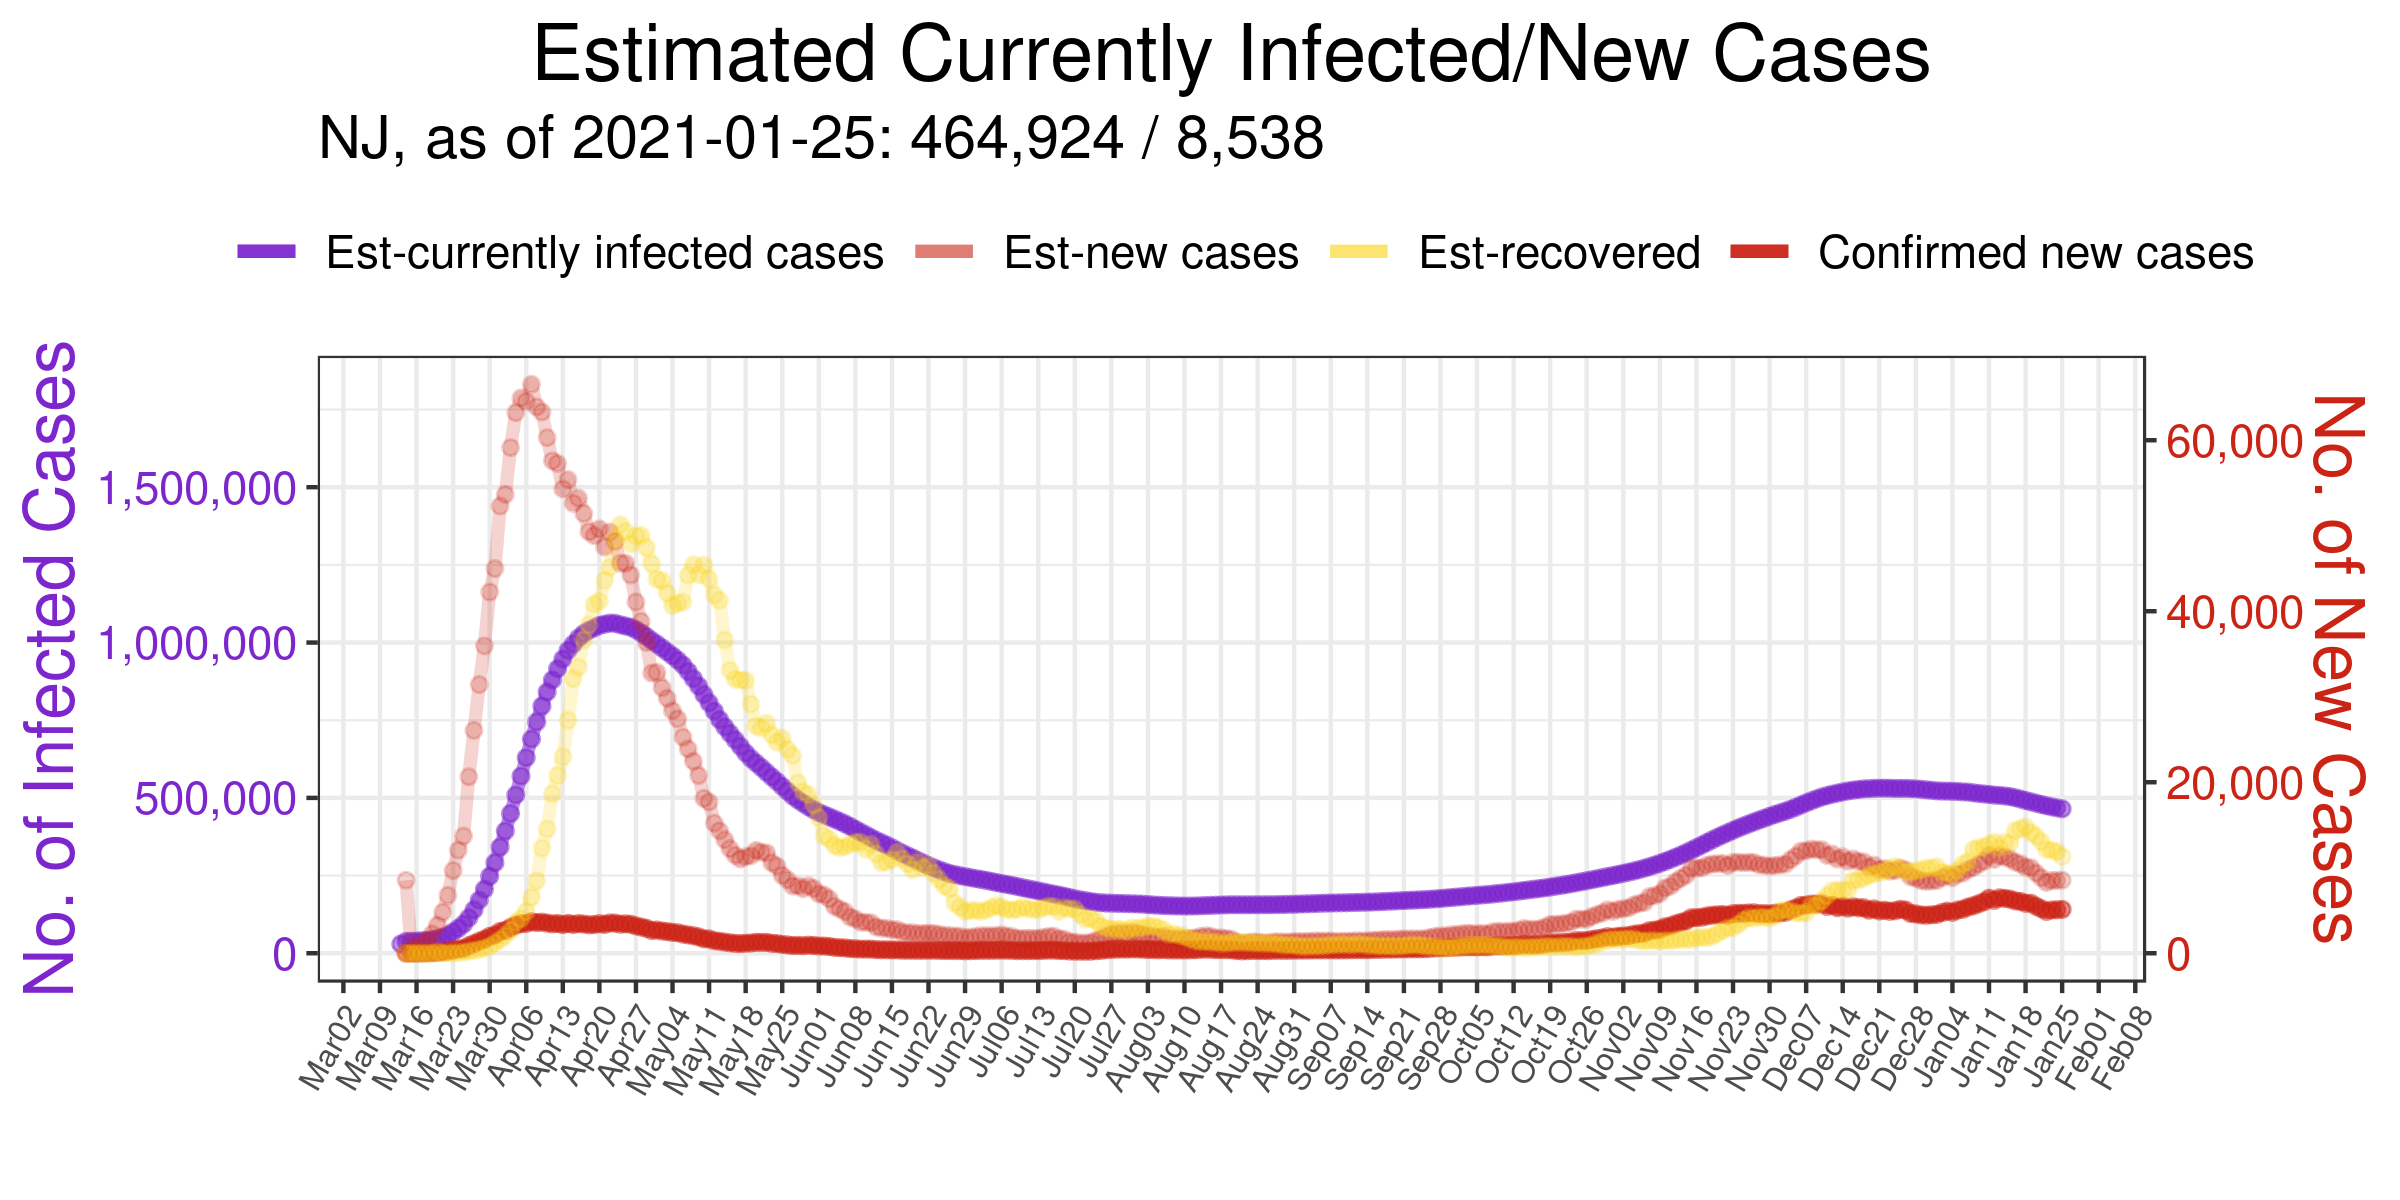 Estimated Currently Infected/New Cases
NJ, as of 2021-01-25: 464,924 / 8,538
Est-currently infected cases Est-new cases Est-recovered Confirmed new cases
No. of Infected Cases
1,500,000
1,000,000
500,000
0
60,000
40,000
20,000
0
No. of New Cases
Mar02 Mar09 Mar16 Mar23 Mar30 Apr06 Apr13 Apr20 Apr27 May04 May11 May18 May25 Jun01 Jun08 Jun15 Jun22 Jun29 Jul06 Jul13 Jul20 Jul27 Aug03 Aug10 Aug17 Aug24 Aug31 Sep07 Sep14 Sep21 Sep28 Oct05 Oct12 Oct19 Oct26 Nov02 Nov09 Nov16 Nov23 Nov30 Dec07 Dec14 Dec21 Dec28 Dec04 Jan11 Jan18 Jan25 Feb01 Feb08